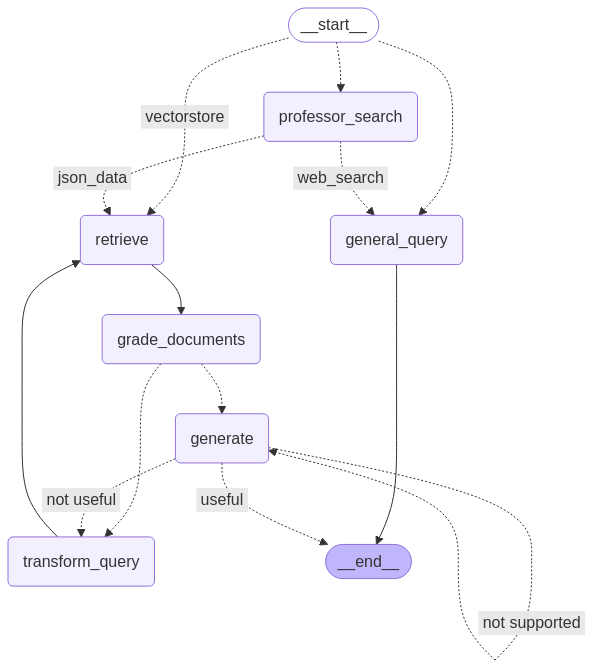 __start__
vectorstore
professor_search
json_data
web_search
retrieve
general_query
grade_documents
generate
not useful
useful
transform_query
__end__
not supported